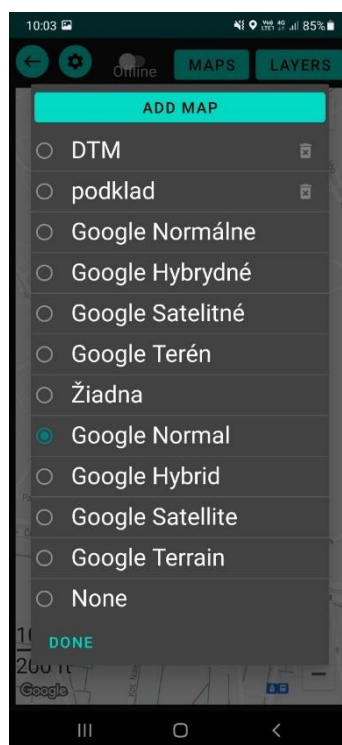 10:03 85%
Offline MAPS LAYERS
ADD MAP
DTM
podklad
Google Normálne
Google Hybrydné
Google Satelitné
Google Terén
Žiadna
Google Normal
Google Hybrid
Google Satellite
Google Terrain
None
DONE
200 ft
Google